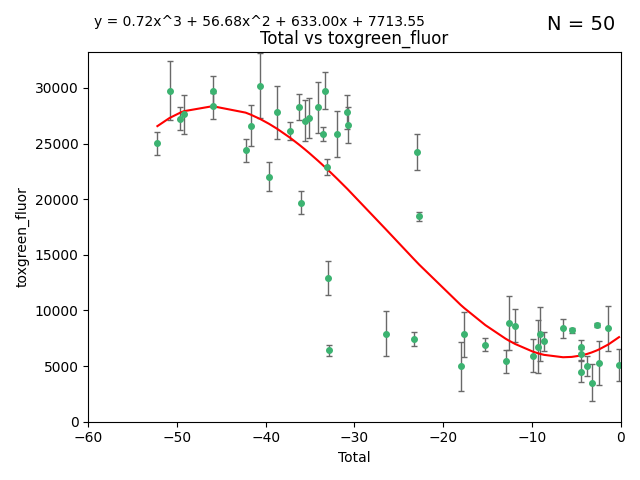 y = 0.72x^3 + 56.68x^2 + 633.00x + 7713.55
N = 50
Total vs toxgreen_fluor
30000
25000
20000
15000
10000
5000
0
toxgreen_fluor
−60 −50 −40 −30 −20 −10 0
Total